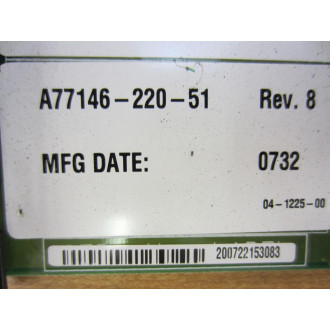 A77146-220-51 Rev. 8
MFG DATE: 0732
04-1225-00
200722153083